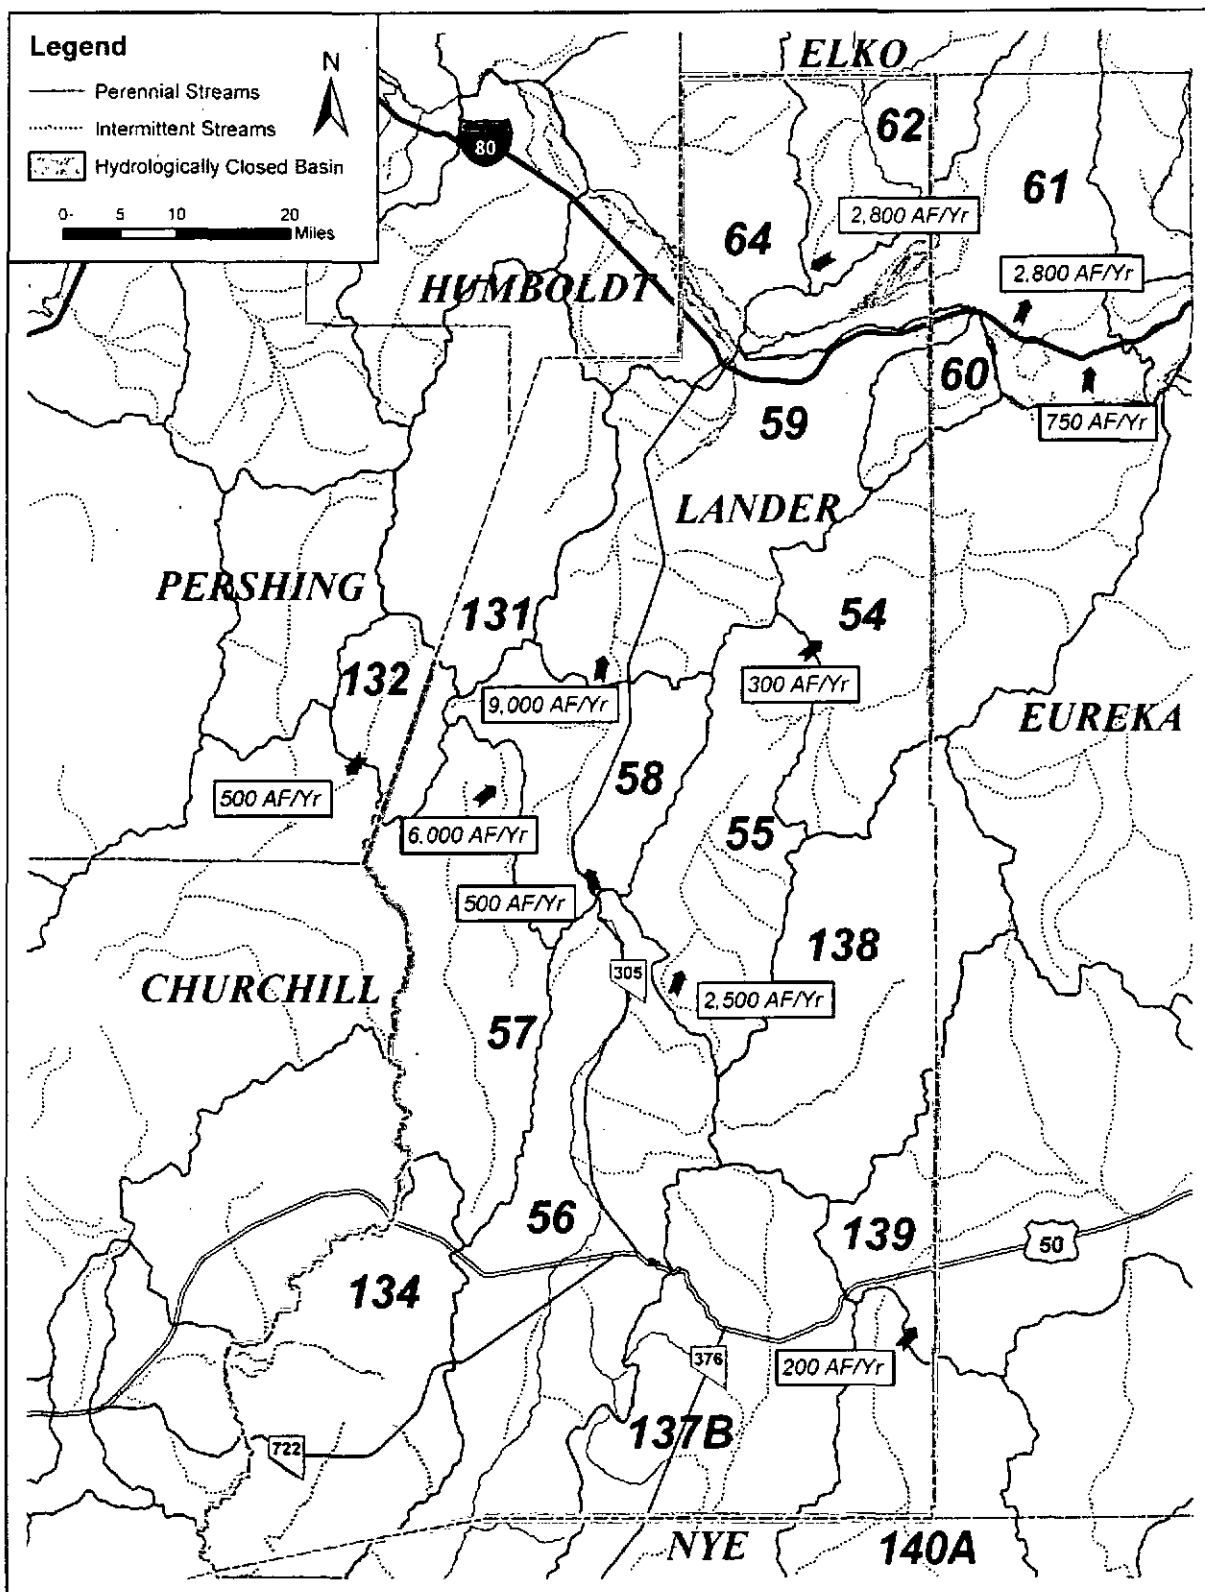 Legend
N
Perennial Streams
Intermittent Streams
Hydrologically Closed Basin
0- 5 10 20
Miles
80
ELKO
62
61
64
2,800 AF/Yr
2,800 AF/Yr
HUMBOLDT
60
59
750 AF/Yr
LANDER
PERSHING
131
54
132
300 AF/Yr
9,000 AF/Yr
EUREKA
58
500 AF/Yr
6,000 AF/Yr
55
500 AF/Yr
138
305
CHURCHILL
2,500 AF/Yr
57
56
139
50
134
376
200 AF/Yr
137B
722
NYE
140A